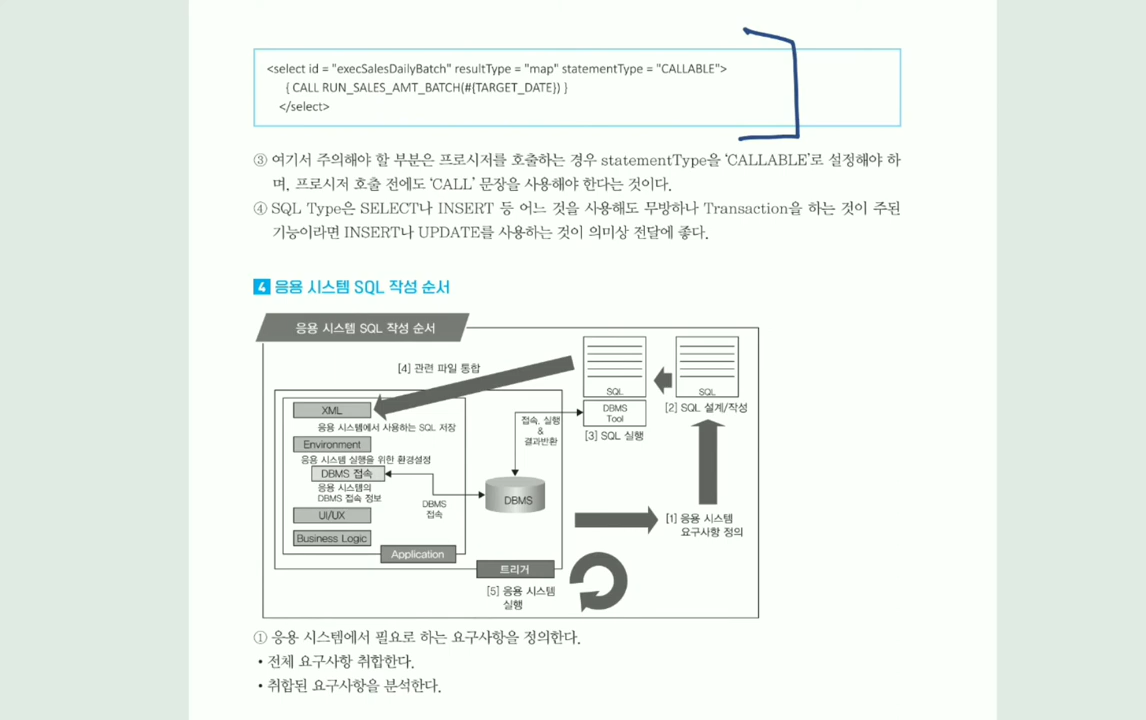 <select id = "execSalesDailyBatch" resultType = "map" statementType = "CALLABLE">
{ CALL RUN_SALES_AMT_BATCH(#{TARGET_DATE}) }
</select>
③ 여기서 주의해야 할 부분은 프로시저를 호출하는 경우 statementType을 ‘CALLABLE’로 설정해야 하
며, 프로시저 호출 전에도 ‘CALL’ 문장을 사용해야 한다는 것이다.
④ SQL Type은 SELECT나 INSERT 등 어느 것을 사용해도 무방하나 Transaction을 하는 것이 주된
기능이라면 INSERT나 UPDATE를 사용하는 것이 의미상 전달에 좋다.
4 응용 시스템 SQL 작성 순서
응용 시스템 SQL 작성 순서
[4] 관련 파일 통합
SQL
SQL
DBMS
Tool
[2] SQL 설계/작성
[3] SQL 실행
XML
응용 시스템에서 사용하는 SQL 저장
Environment
응용 시스템 실행을 위한 환경설정
DBMS 접속
응용 시스템의
DBMS 접속 정보
UI/UX
Business Logic
Application
접속, 실행
&
결과반환
DBMS
DBMS
접속
[1] 응용 시스템
요구사항 정의
트리거
[5] 응용 시스템
실행
① 응용 시스템에서 필요로 하는 요구사항을 정의한다.
• 전체 요구사항 취합한다.
• 취합된 요구사항을 분석한다.